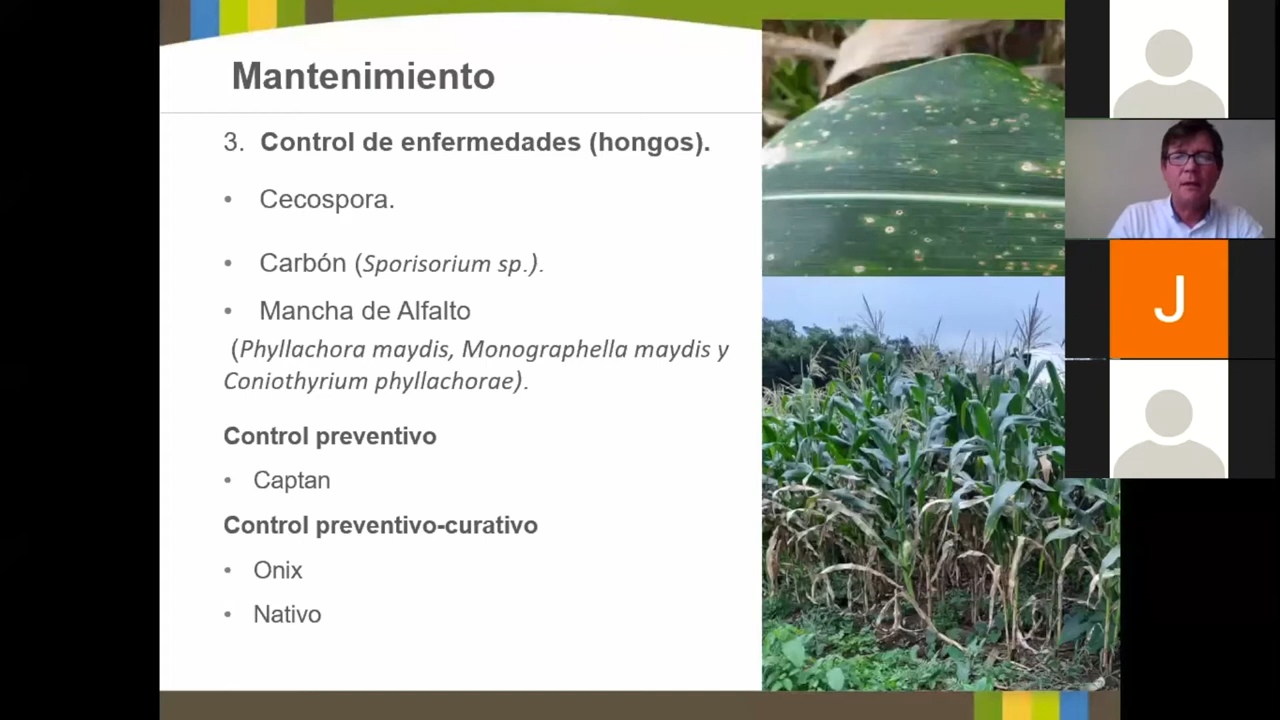 Mantenimiento
3. Control de enfermedades (hongos).
• Cecospora.
• Carbón (Sporisorium sp.).
• Mancha de Alfalto
(Phyllachora maydis, Monographella maydis y
Coniothyrium phyllachorae).
Control preventivo
• Captan
Control preventivo-curativo
• Onix
• Nativo
J